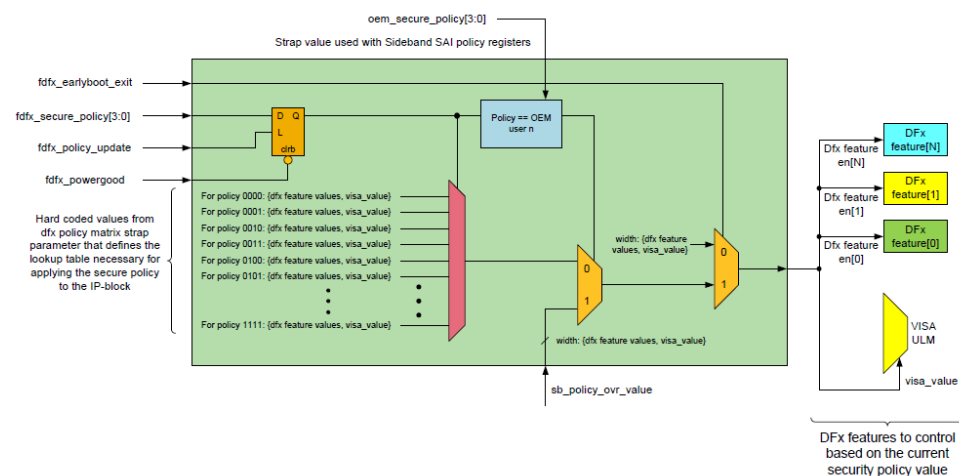 oem_secure_policy[3:0]
Strap value used with Sideband SAI policy registers
fdfx_earlyboot_exit
fdfx_secure_policy[3:0]
fdfx_policy_update
fdfx_powergood
D Q
L
clrb
Policy == OEM
user n
Hard coded values from
dfx policy matrix strap
parameter that defines the
lookup table necessary for
applying the secure policy
to the IP-block
For policy 0000: {dfx feature values, visa_value}
For policy 0001: {dfx feature values, visa_value}
For policy 0010: {dfx feature values, visa_value}
For policy 0011: {dfx feature values, visa_value}
For policy 0100: {dfx feature values, visa_value}
For policy 0101: {dfx feature values, visa_value}
For policy 1111: {dfx feature values, visa_value}
0
1
width: {dfx feature values, visa_value}
sb_policy_ovr_value
width: {dfx feature
values, visa_value}
0
1
Dfx feature
en[N]
DFx
feature[N]
Dfx feature
en[1]
DFx
feature[1]
Dfx feature
en[0]
DFx
feature[0]
VISA
ULM
visa_value
DFx features to control
based on the current
security policy value